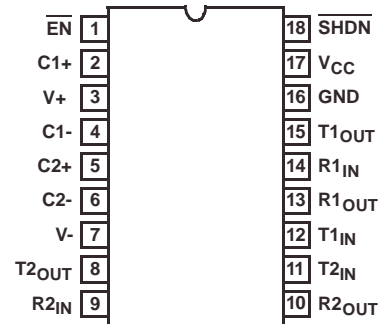 EN 1 18 SHDN
C1+ 2 17 VCC
V+ 3 16 GND
C1- 4 15 T1OUT
C2+ 5 14 R1IN
C2- 6 13 R1OUT
V- 7 12 T1IN
T2OUT 8 11 T2IN
R2IN 9 10 R2OUT